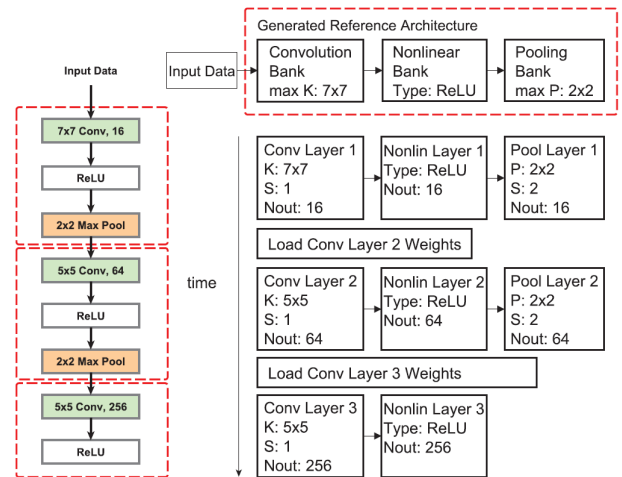 Input Data
7x7 Conv, 16
ReLU
2x2 Max Pool
5x5 Conv, 64
ReLU
2x2 Max Pool
5x5 Conv, 256
ReLU
Generated Reference Architecture
Input Data
Convolution
Bank
max K: 7x7
Nonlinear
Bank
Type: ReLU
Pooling
Bank
max P: 2x2
time
Conv Layer 1
K: 7x7
S: 1
Nout: 16
Nonlin Layer 1
Type: ReLU
Nout: 16
Pool Layer 1
P: 2x2
S: 2
Nout: 16
Load Conv Layer 2 Weights
Conv Layer 2
K: 5x5
S: 1
Nout: 64
Nonlin Layer 2
Type: ReLU
Nout: 64
Pool Layer 2
P: 2x2
S: 2
Nout: 64
Load Conv Layer 3 Weights
Conv Layer 3
K: 5x5
S: 1
Nout: 256
Nonlin Layer 3
Type: ReLU
Nout: 256